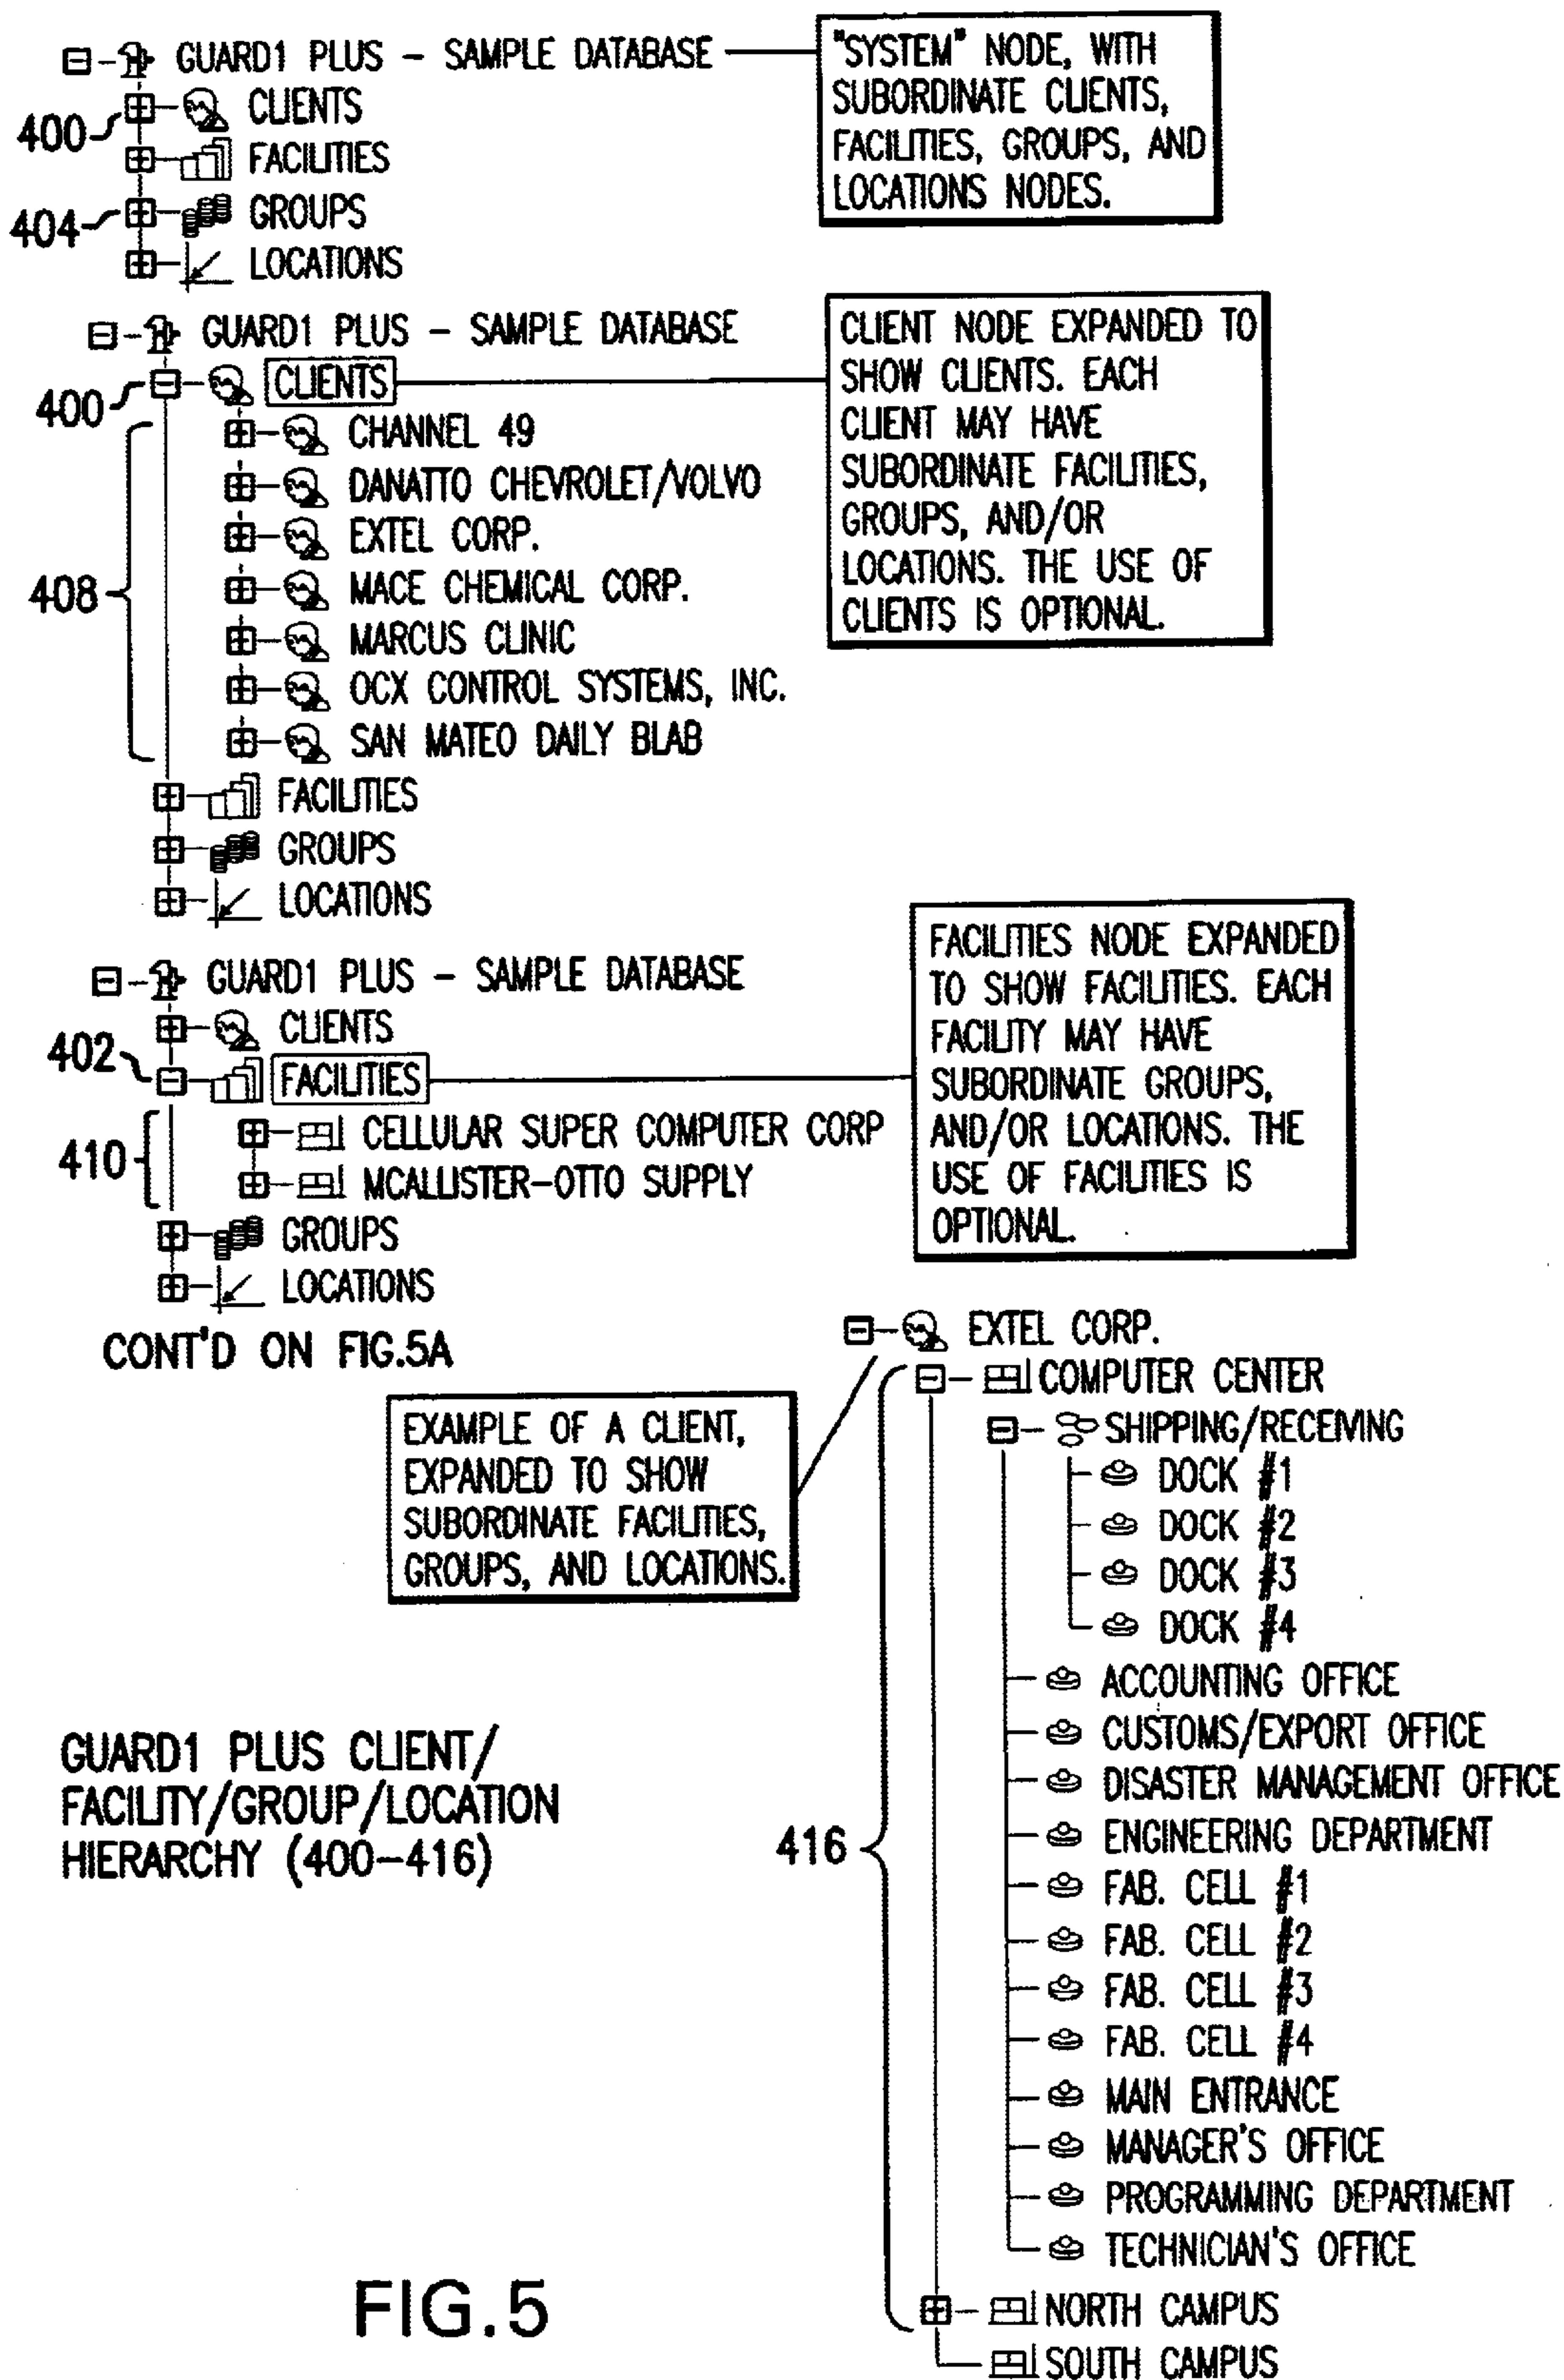 GUARD1 PLUS - SAMPLE DATABASE
400
CLIENTS
FACILITIES
404
GROUPS
LOCATIONS
"SYSTEM" NODE, WITH
SUBORDINATE CLIENTS,
FACILITIES, GROUPS, AND
LOCATIONS NODES.
GUARD1 PLUS - SAMPLE DATABASE
400
CLIENTS
408
CHANNEL 49
DANATTO CHEVROLET/VOLVO
EXTEL CORP.
MACE CHEMICAL CORP.
MARCUS CLINIC
OCX CONTROL SYSTEMS, INC.
SAN MATEO DAILY BLAB
FACILITIES
GROUPS
LOCATIONS
CLIENT NODE EXPANDED TO
SHOW CLIENTS. EACH
CLIENT MAY HAVE
SUBORDINATE FACILITIES,
GROUPS, AND/OR
LOCATIONS. THE USE OF
CLIENTS IS OPTIONAL.
GUARD1 PLUS - SAMPLE DATABASE
CLIENTS
402
FACILITIES
410
CELLULAR SUPER COMPUTER CORP
MCALLISTER-OTTO SUPPLY
GROUPS
LOCATIONS
CONT'D ON FIG.5A
FACILITIES NODE EXPANDED
TO SHOW FACILITIES. EACH
FACILITY MAY HAVE
SUBORDINATE GROUPS,
AND/OR LOCATIONS. THE
USE OF FACILITIES IS
OPTIONAL.
EXAMPLE OF A CLIENT,
EXPANDED TO SHOW
SUBORDINATE FACILITIES,
GROUPS, AND LOCATIONS.
EXTEL CORP.
416
COMPUTER CENTER
SHIPPING/RECEIVING
DOCK #1
DOCK #2
DOCK #3
DOCK #4
ACCOUNTING OFFICE
CUSTOMS/EXPORT OFFICE
DISASTER MANAGEMENT OFFICE
ENGINEERING DEPARTMENT
FAB. CELL #1
FAB. CELL #2
FAB. CELL #3
FAB. CELL #4
MAIN ENTRANCE
MANAGER'S OFFICE
PROGRAMMING DEPARTMENT
TECHNICIAN'S OFFICE
NORTH CAMPUS
SOUTH CAMPUS
GUARD1 PLUS CLIENT/
FACILITY/GROUP/LOCATION
HIERARCHY (400-416)
FIG.5